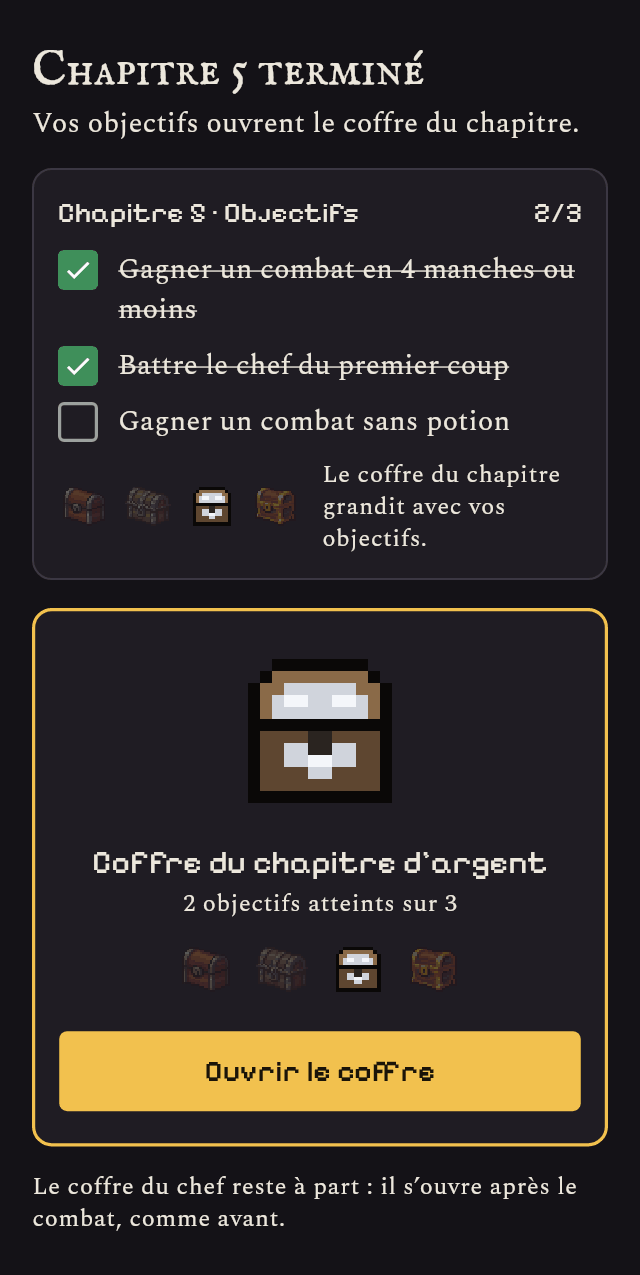 Chapitre 5 terminé
Vos objectifs ouvrent le coffre du chapitre.
Chapitre 5 · Objectifs 2/3
Gagner un combat en 4 manches ou
moins
Battre le chef du premier coup
Gagner un combat sans potion
Le coffre du chapitre
grandit avec vos
objectifs.
Coffre du chapitre d'argent
2 objectifs atteints sur 3
Ouvrir le coffre
Le coffre du chef reste à part : il s’ouvre après le
combat, comme avant.